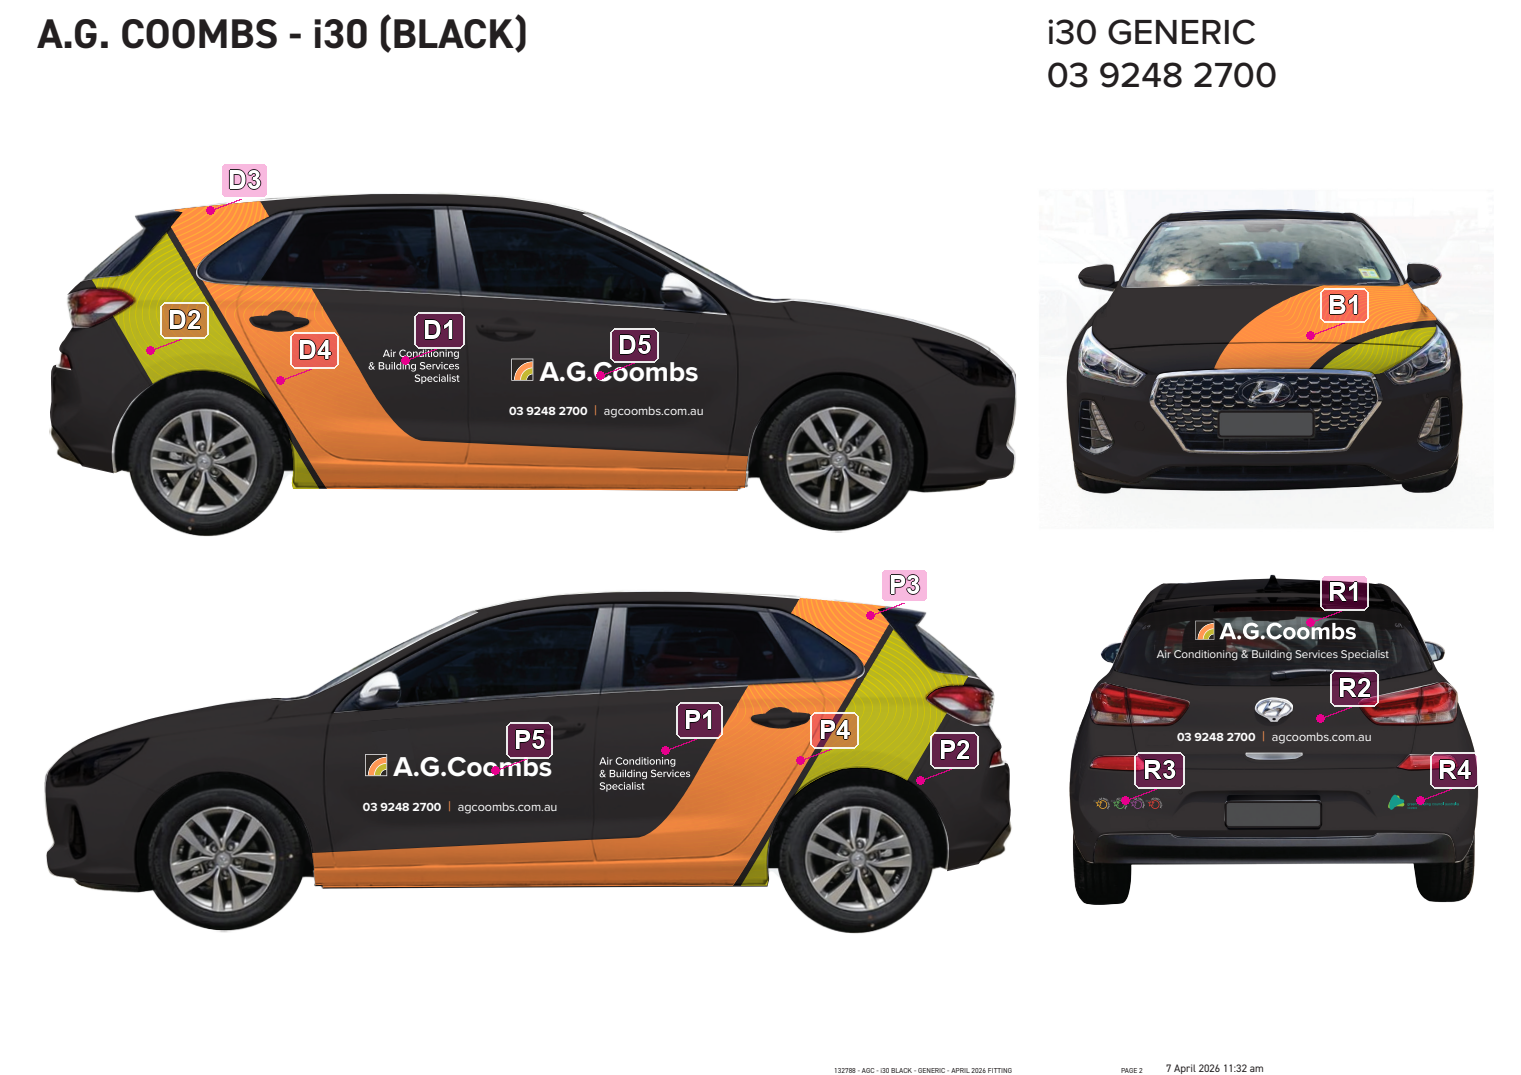 A.G. COOMBS - i30 (BLACK)
i30 GENERIC
03 9248 2700
D3
D2
D4
D1
D5
Air Conditioning
& Building Services
Specialist
A.G.Coombs
03 9248 2700 | agcoombs.com.au
B1
P3
P5
P1
P4
P2
A.G.Coombs
Air Conditioning
& Building Services
Specialist
03 9248 2700 | agcoombs.com.au
R1
A.G.Coombs
Air Conditioning & Building Services Specialist
R2
03 9248 2700 | agcoombs.com.au
R3
R4
132788 - AGC - i30 BLACK - GENERIC - APRIL 2026 FITTING
PAGE 2
7 April 2026 11:32 am